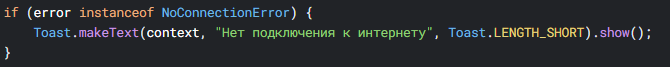 if (error instanceof NoConnectionError) {
    Toast.makeText(context, "Нет подключения к интернету", Toast.LENGTH_SHORT).show();
}